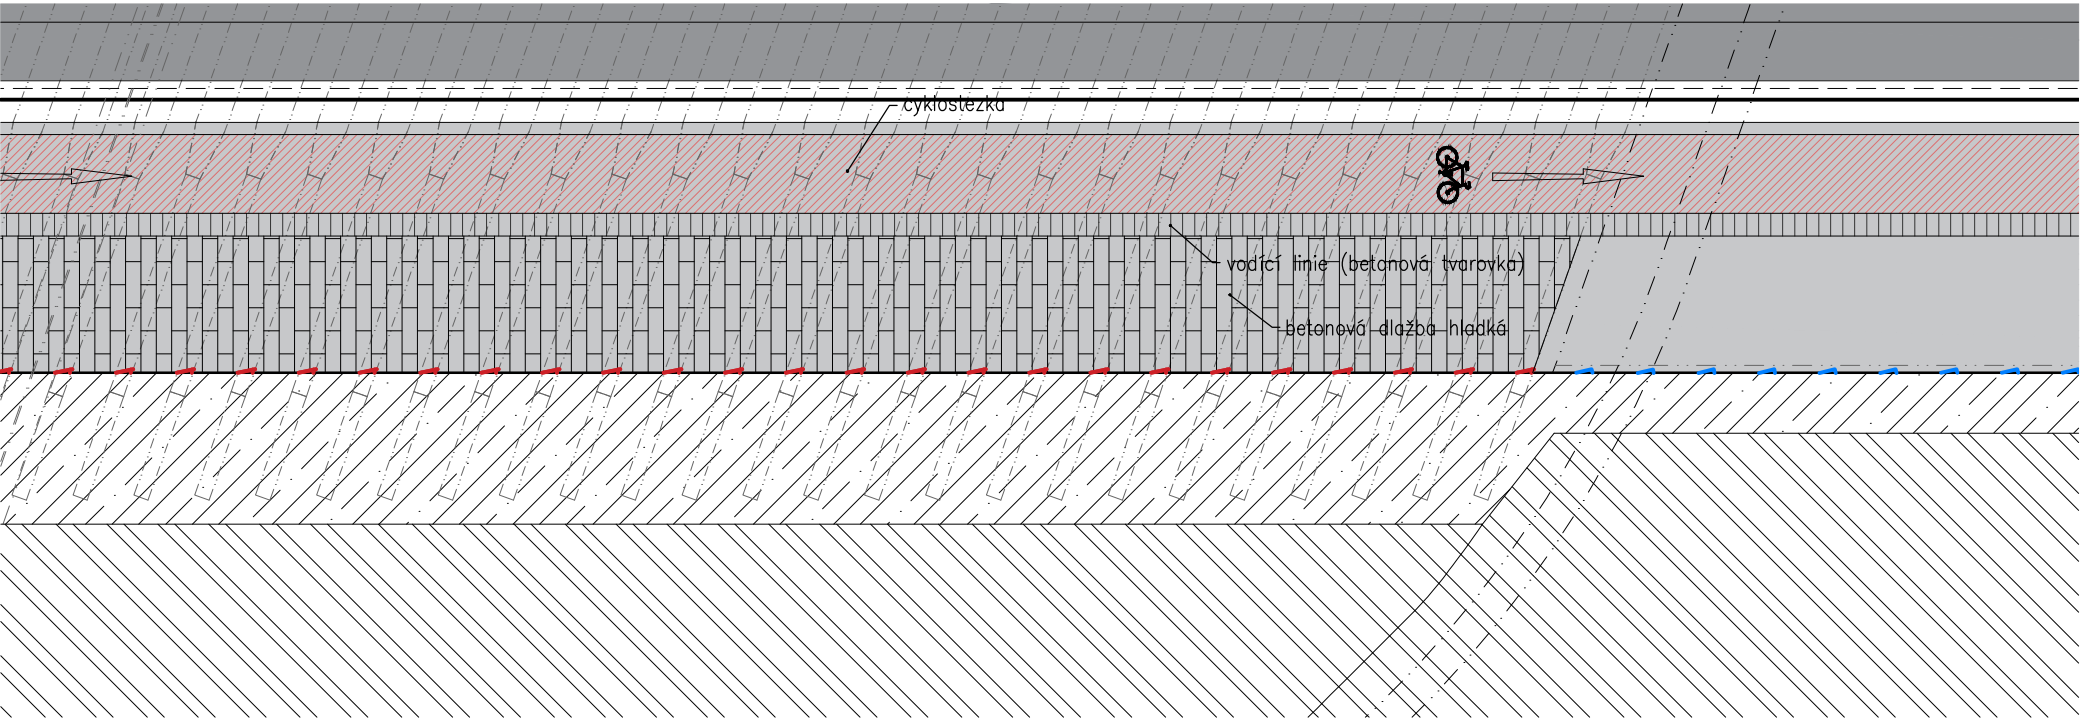 cyklostezka
vodící linie (betonová tvarovka)
betonová dlažba hladká